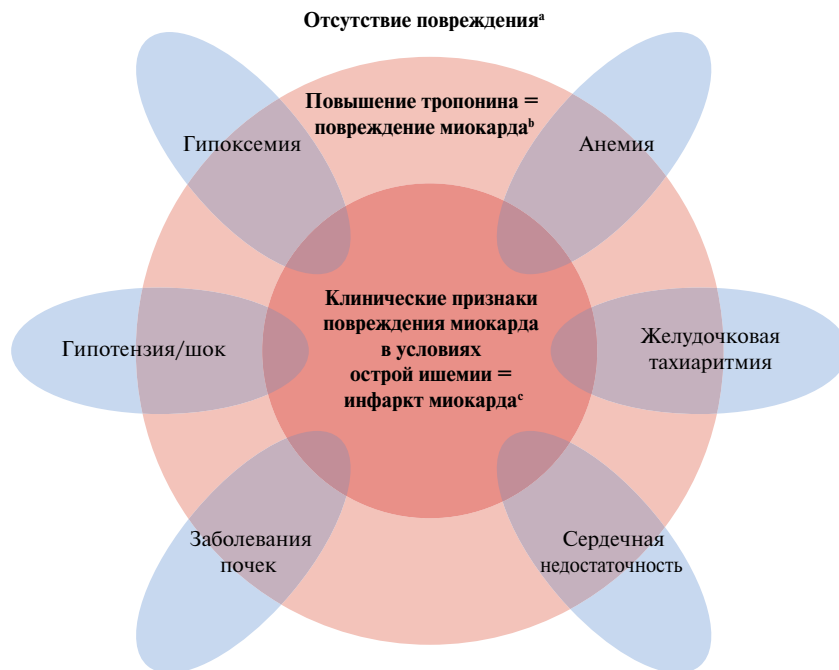 Отсутствие поврежденияᵃ
Повышение тропонина =
повреждение миокардаᵇ
Гипоксемия
Анемия
Клинические признаки
повреждения миокарда
в условиях
острой ишемии =
инфаркт миокардаᶜ
Гипотензия/шок
Желудочковая
тахиаритмия
Заболевания
почек
Сердечная
недостаточность